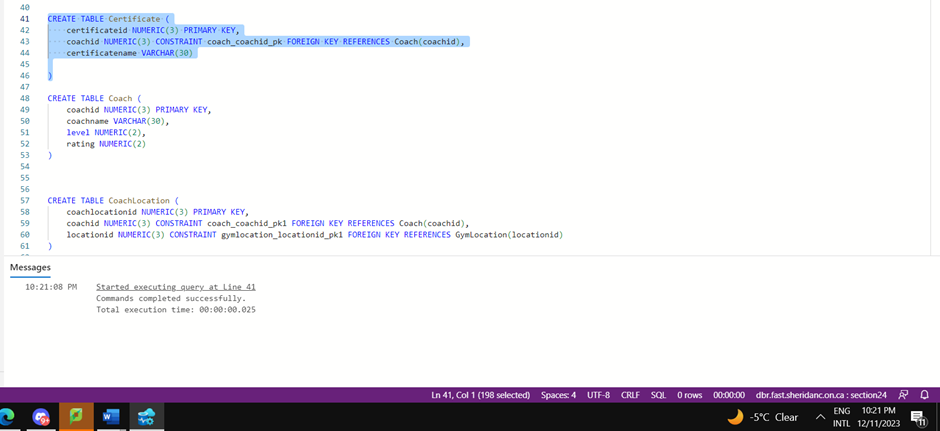 40
41 CREATE TABLE Certificate (
42 certificateid NUMERIC(3) PRIMARY KEY,
43 coachid NUMERIC(3) CONSTRAINT coach_coachid_pk FOREIGN KEY REFERENCES Coach(coachid),
44 certificatename VARCHAR(30)
45
46 )
47
48 CREATE TABLE Coach (
49 coachid NUMERIC(3) PRIMARY KEY,
50 coachname VARCHAR(30),
51 level NUMERIC(2),
52 rating NUMERIC(2)
53 )
54
55
56
57 CREATE TABLE CoachLocation (
58 coachlocationid NUMERIC(3) PRIMARY KEY,
59 coachid NUMERIC(3) CONSTRAINT coach_coachid_pk1 FOREIGN KEY REFERENCES Coach(coachid),
60 locationid NUMERIC(3) CONSTRAINT gymlocation_locationid_pk1 FOREIGN KEY REFERENCES GymLocation(locationid)
61 )
Messages
10:21:08 PM Started executing query at Line 41
Commands completed successfully.
Total execution time: 00:00:00.025
Ln 41, Col 1 (198 selected) Spaces: 4 UTF-8 CRLF SQL 0 rows 00:00:00 dbr.fast.sheridanc.on.ca : section24
-5°C Clear ENG 10:21 PM
INTL 12/11/2023 11